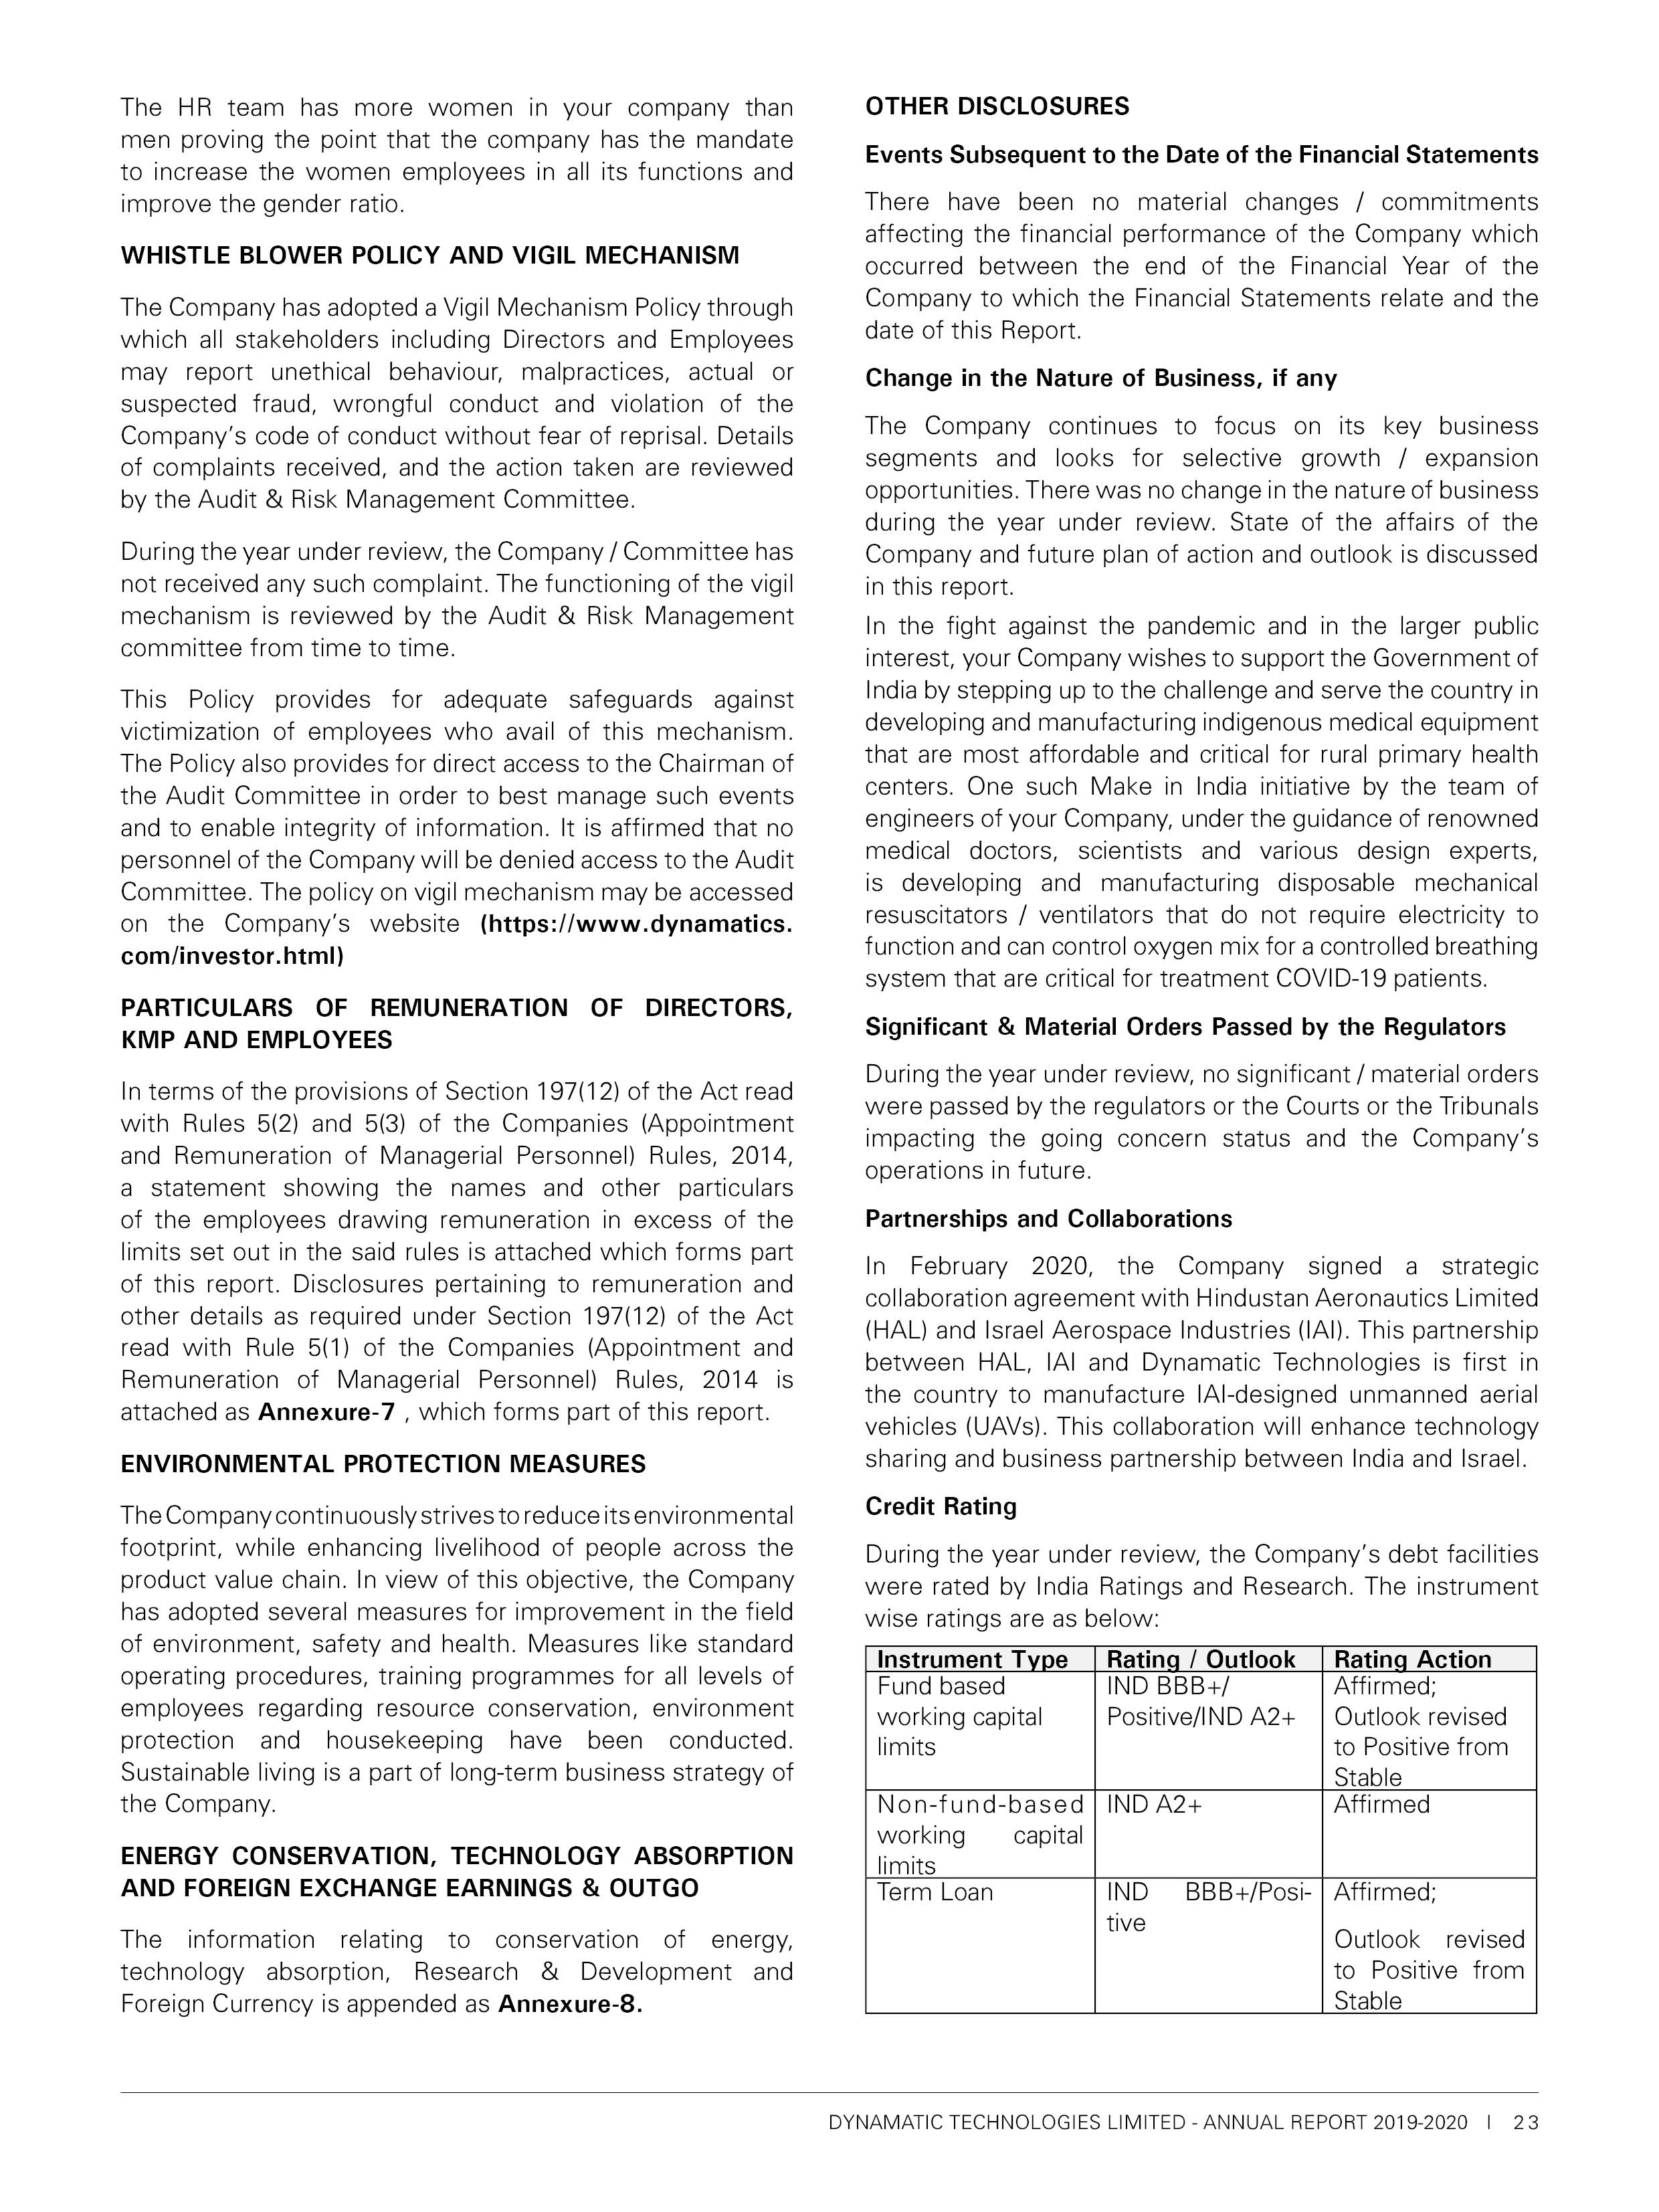 The HR team has more women in your company than
men proving the point that the company has the mandate
to increase the women employees in all its functions and
improve the gender ratio.
WHISTLE BLOWER POLICY AND VIGIL MECHANISM
The Company has adopted a Vigil Mechanism Policy through
which all stakeholders including Directors and Employees
may report unethical behaviour, malpractices, actual or
suspected fraud, wrongful conduct and violation of the
Company's code of conduct without fear of reprisal. Details
of complaints received, and the action taken are reviewed
by the Audit & Risk Management Committee.
During the year under review, the Company / Committee has
not received any such complaint. The functioning of the vigil
mechanism is reviewed by the Audit & Risk Management
committee from time to time.
This Policy provides for adequate safeguards against
victimization of employees who avail of this mechanism.
The Policy also provides for direct access to the Chairman of
the Audit Committee in order to best manage such events
and to enable integrity of information. It is affirmed that no
personnel of the Company will be denied access to the Audit
Committee. The policy on vigil mechanism may be accessed
on the Company's website (https://www.dynamatics.
com/investor.html)
PARTICULARS OF REMUNERATION OF DIRECTORS,
KMP AND EMPLOYEES
In terms of the provisions of Section 197(12) of the Act read
with Rules 5(2) and 5(3) of the Companies (Appointment
and Remuneration of Managerial Personnel) Rules, 2014,
a statement showing the names and other particulars
of the employees drawing remuneration in excess of the
limits set out in the said rules is attached which forms part
of this report. Disclosures pertaining to remuneration and
other details as required under Section 197(12) of the Act
read with Rule 5(1) of the Companies (Appointment and
Remuneration of Managerial Personnel) Rules, 2014 is
attached as Annexure-7 , which forms part of this report.
ENVIRONMENTAL PROTECTION MEASURES
The Company continuously strives to reduce its environmental
footprint, while enhancing livelihood of people across the
product value chain. In view of this objective, the Company
has adopted several measures for improvement in the field
of environment, safety and health. Measures like standard
operating procedures, training programmes for all levels of
employees regarding resource conservation, environment
protection and housekeeping have been conducted.
Sustainable living is a part of long-term business strategy of
the Company.
ENERGY CONSERVATION, TECHNOLOGY ABSORPTION
AND FOREIGN EXCHANGE EARNINGS & OUTGO
The information relating to conservation of energy,
technology absorption, Research & Development and
Foreign Currency is appended as Annexure-8.
OTHER DISCLOSURES
Events Subsequent to the Date of the Financial Statements
There have been no material changes / commitments
affecting the financial performance of the Company which
occurred between the end of the Financial Year of the
Company to which the Financial Statements relate and the
date of this Report.
Change in the Nature of Business, if any
The Company continues to focus on its key business
segments and looks for selective growth / expansion
opportunities. There was no change in the nature of business
during the year under review. State of the affairs of the
Company and future plan of action and outlook is discussed
in this report.
In the fight against the pandemic and in the larger public
interest, your Company wishes to support the Government of
India by stepping up to the challenge and serve the country in
developing and manufacturing indigenous medical equipment
that are most affordable and critical for rural primary health
centers. One such Make in India initiative by the team of
engineers of your Company, under the guidance of renowned
medical doctors, scientists and various design experts,
is developing and manufacturing disposable mechanical
resuscitators / ventilators that do not require electricity to
function and can control oxygen mix for a controlled breathing
system that are critical for treatment COVID-19 patients.
Significant & Material Orders Passed by the Regulators
During the year under review, no significant / material orders
were passed by the regulators or the Courts or the Tribunals
impacting the going concern status and the Company's
operations in future.
Partnerships and Collaborations
In February 2020, the Company signed a strategic
collaboration agreement with Hindustan Aeronautics Limited
(HAL) and Israel Aerospace Industries (IAI). This partnership
between HAL, IAI and Dynamatic Technologies is first in
the country to manufacture IAI-designed unmanned aerial
vehicles (UAVs). This collaboration will enhance technology
sharing and business partnership between India and Israel.
Credit Rating
During the year under review, the Company's debt facilities
were rated by India Ratings and Research. The instrument
wise ratings are as below:
Instrument Type Rating / Outlook Rating Action
Fund based IND BBB+/ Affirmed;
working capital Positive/IND A2+ Outlook revised
limits to Positive from
Stable
Non-fund-based IND A2+ Affirmed
working capital
limits
Term Loan IND BBB+/Posi- Affirmed;
tive
Outlook revised
to Positive from
Stable
DYNAMATIC TECHNOLOGIES LIMITED - ANNUAL REPORT 2019-2020 I 23